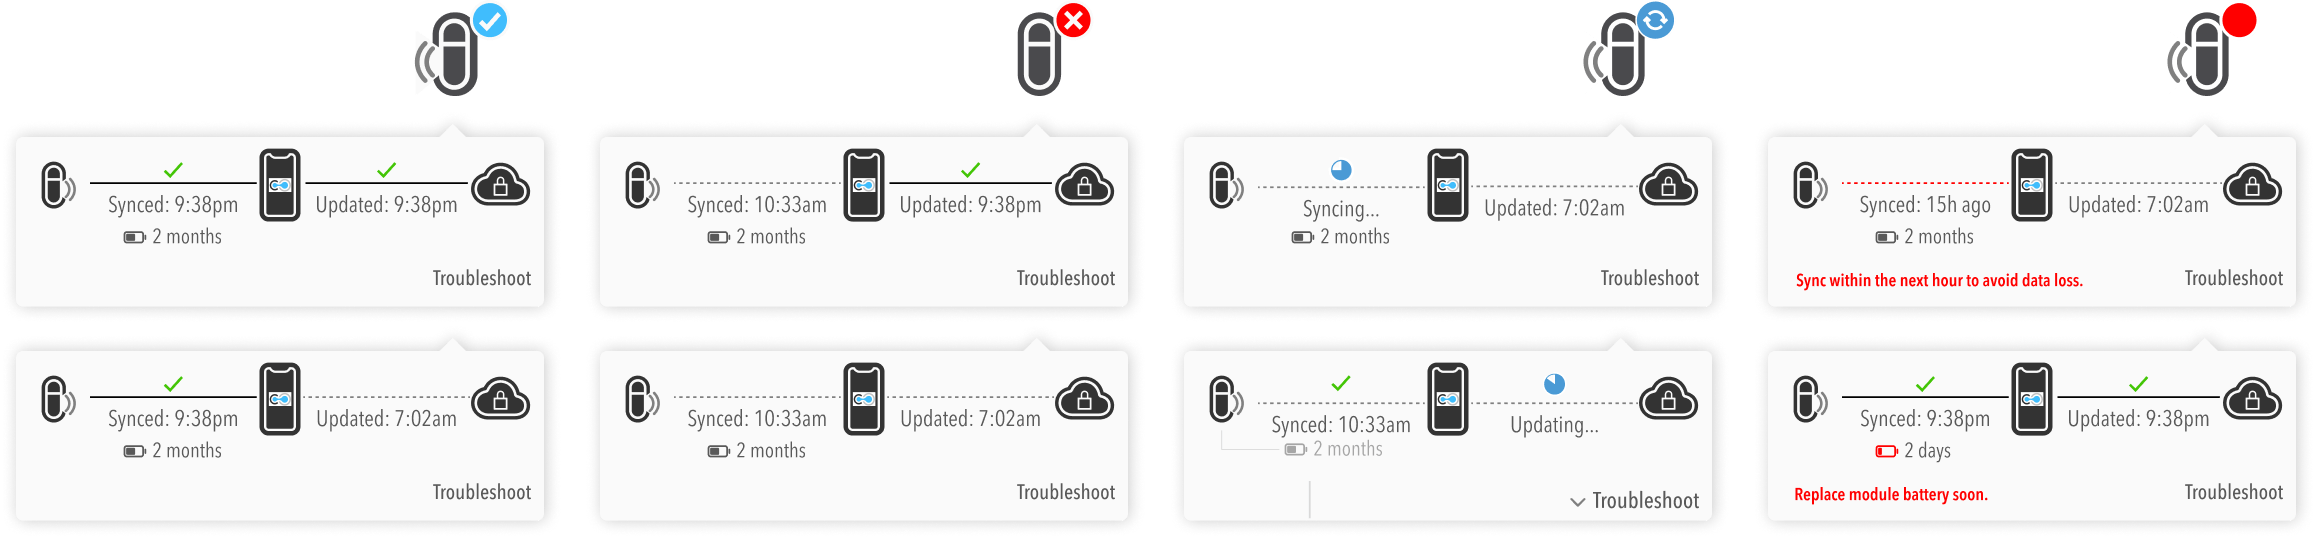 Synced: 9:38pm
Updated: 9:38pm
2 months
Troubleshoot
Synced: 10:33am
Updated: 9:38pm
2 months
Troubleshoot
Syncing...
Updated: 7:02am
2 months
Troubleshoot
Synced: 15h ago
Updated: 7:02am
2 months
Sync within the next hour to avoid data loss.
Troubleshoot
Synced: 9:38pm
Updated: 7:02am
2 months
Troubleshoot
Synced: 10:33am
Updated: 7:02am
2 months
Troubleshoot
Synced: 10:33am
Updating...
2 months
Troubleshoot
Synced: 9:38pm
Updated: 9:38pm
2 days
Replace module battery soon.
Troubleshoot